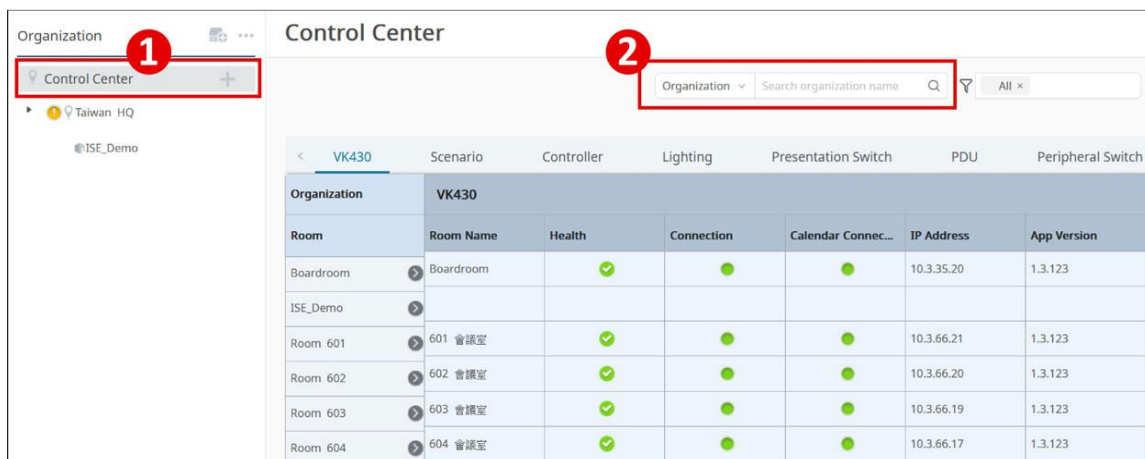 Organization
1
Control Center
Taiwan HQ
ISE_Demo
Control Center
2
Organization Search organization name All ×
VK430 Scenario Controller Lighting Presentation Switch PDU Peripheral Switch
Organization VK430
Room Room Name Health Connection Calendar Connec... IP Address App Version
Boardroom Boardroom 10.3.35.20 1.3.123
ISE_Demo
Room 601 601 會議室 10.3.66.21 1.3.123
Room 602 602 會議室 10.3.66.20 1.3.123
Room 603 603 會議室 10.3.66.19 1.3.123
Room 604 604 會議室 10.3.66.17 1.3.123